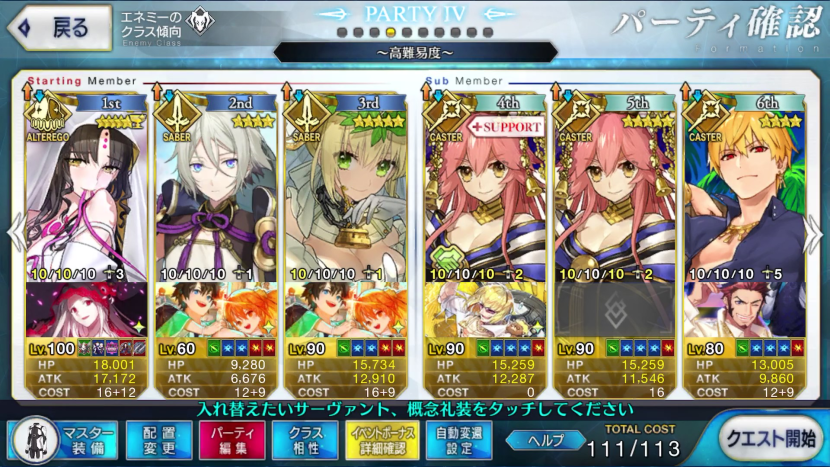 戻る
エネミーの
クラス傾向
Enemy Class
PARTY IV
~高難易度~
パーティ確認
Formation
Starting Member
Sub Member
1st
2nd
3rd
4th
5th
6th
ALTEREGO
SABER
SABER
CASTER
CASTER
CASTER
+SUPPORT
10/10/10 3
10/10/10 1
10/10/10 1
10/10/10 2
10/10/10 2
10/10/10 5
Lv.100
Lv.60
Lv.90
Lv.90
Lv.90
Lv.80
HP 18,001
ATK 17,172
COST 16+12
HP 9,280
ATK 6,676
COST 12+9
HP 15,734
ATK 12,910
COST 16+9
HP 15,259
ATK 12,287
COST 0
HP 15,259
ATK 11,546
COST 16
HP 13,005
ATK 9,860
COST 12+9
入れ替えたいサーヴァント、概念礼装をタッチしてください
マスター
装備
配置
変更
パーティ
編集
クラス
相性
イベントボーナス
詳細確認
自動変遷
設定
ヘルプ
TOTAL COST
111/113
クエスト開始